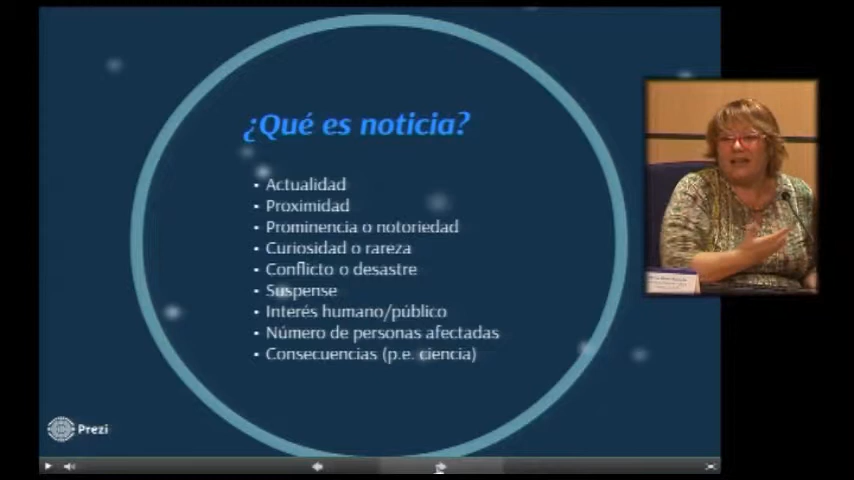 ¿Qué es noticia?
• Actualidad
• Proximidad
• Prominencia o notoriedad
• Curiosidad o rareza
• Conflicto o desastre
• Suspense
• Interés humano/público
• Número de personas afectadas
• Consecuencias (p.e. ciencia)
Prezi